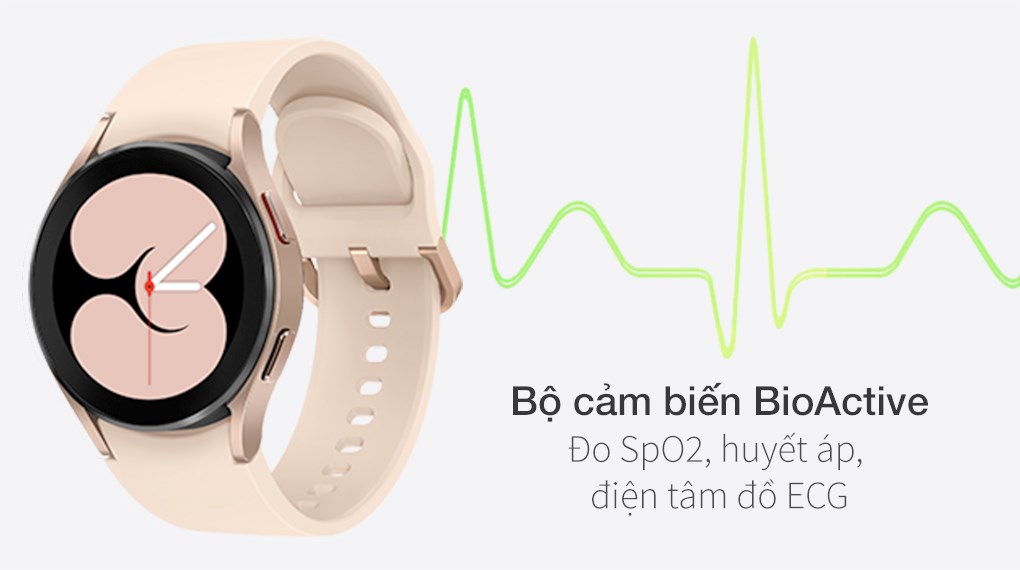 Bộ cảm biến BioActive
Đo SpO2, huyết áp,
điện tâm đồ ECG